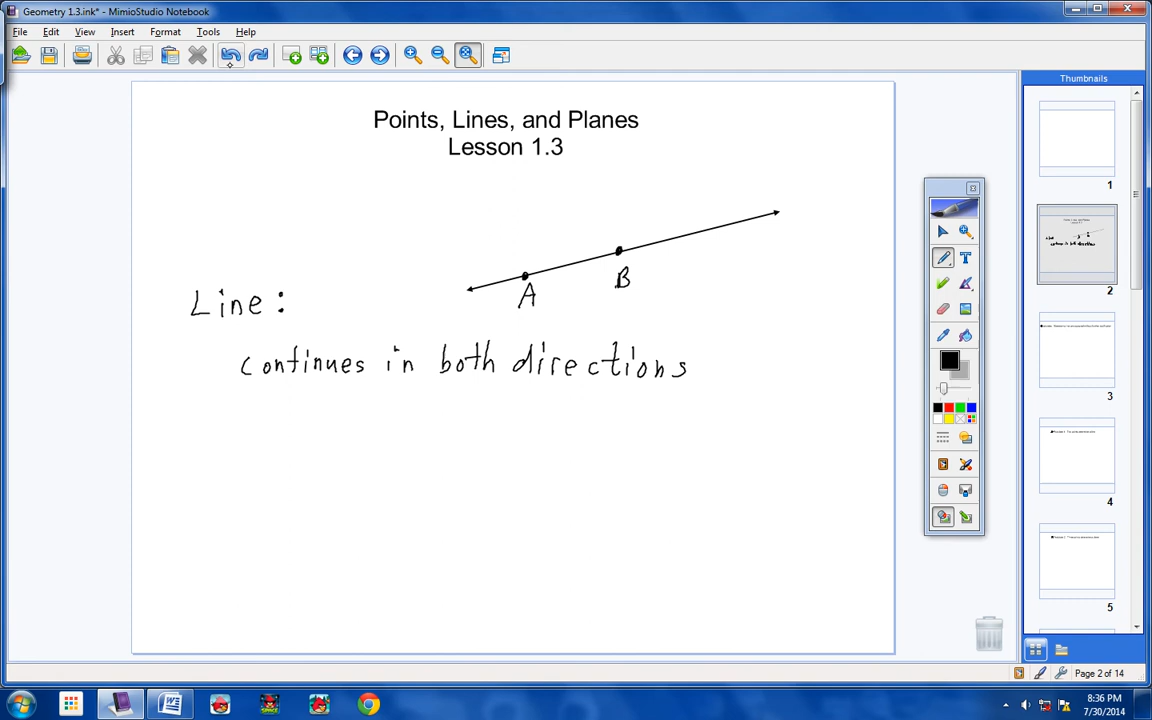 Geometry 1.3.ink* - MimioStudio Notebook
File Edit View Insert Format Tools Help
Thumbnails
Points, Lines, and Planes
Lesson 1.3
A
B
Line:
continues in both directions
1
2
3
4
5
Page 2 of 14
8:36 PM
7/30/2014